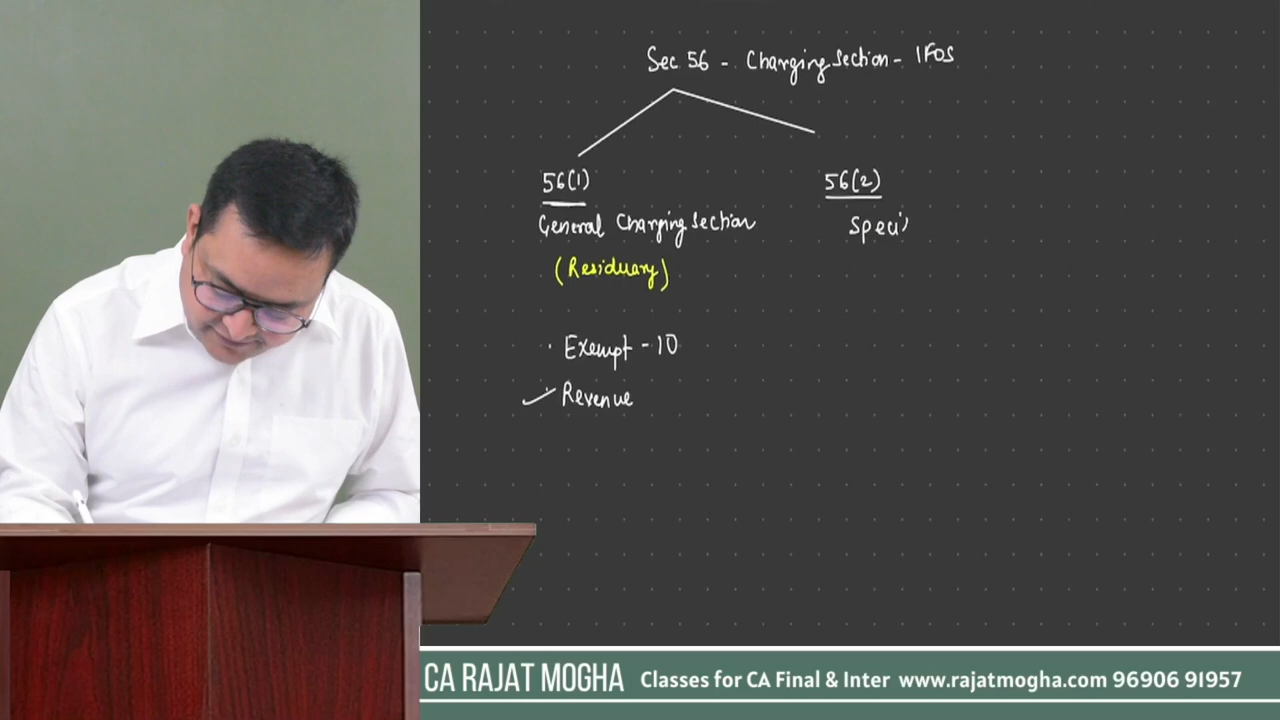 Sec 56 - Charging Section - IFOS
56(1)
General Charging Section
(Residuary)
56(2)
Speci
· Exempt - 10
· Revenue
CA RAJAT MOGHA Classes for CA Final & Inter www.rajatmogha.com 96906 91957